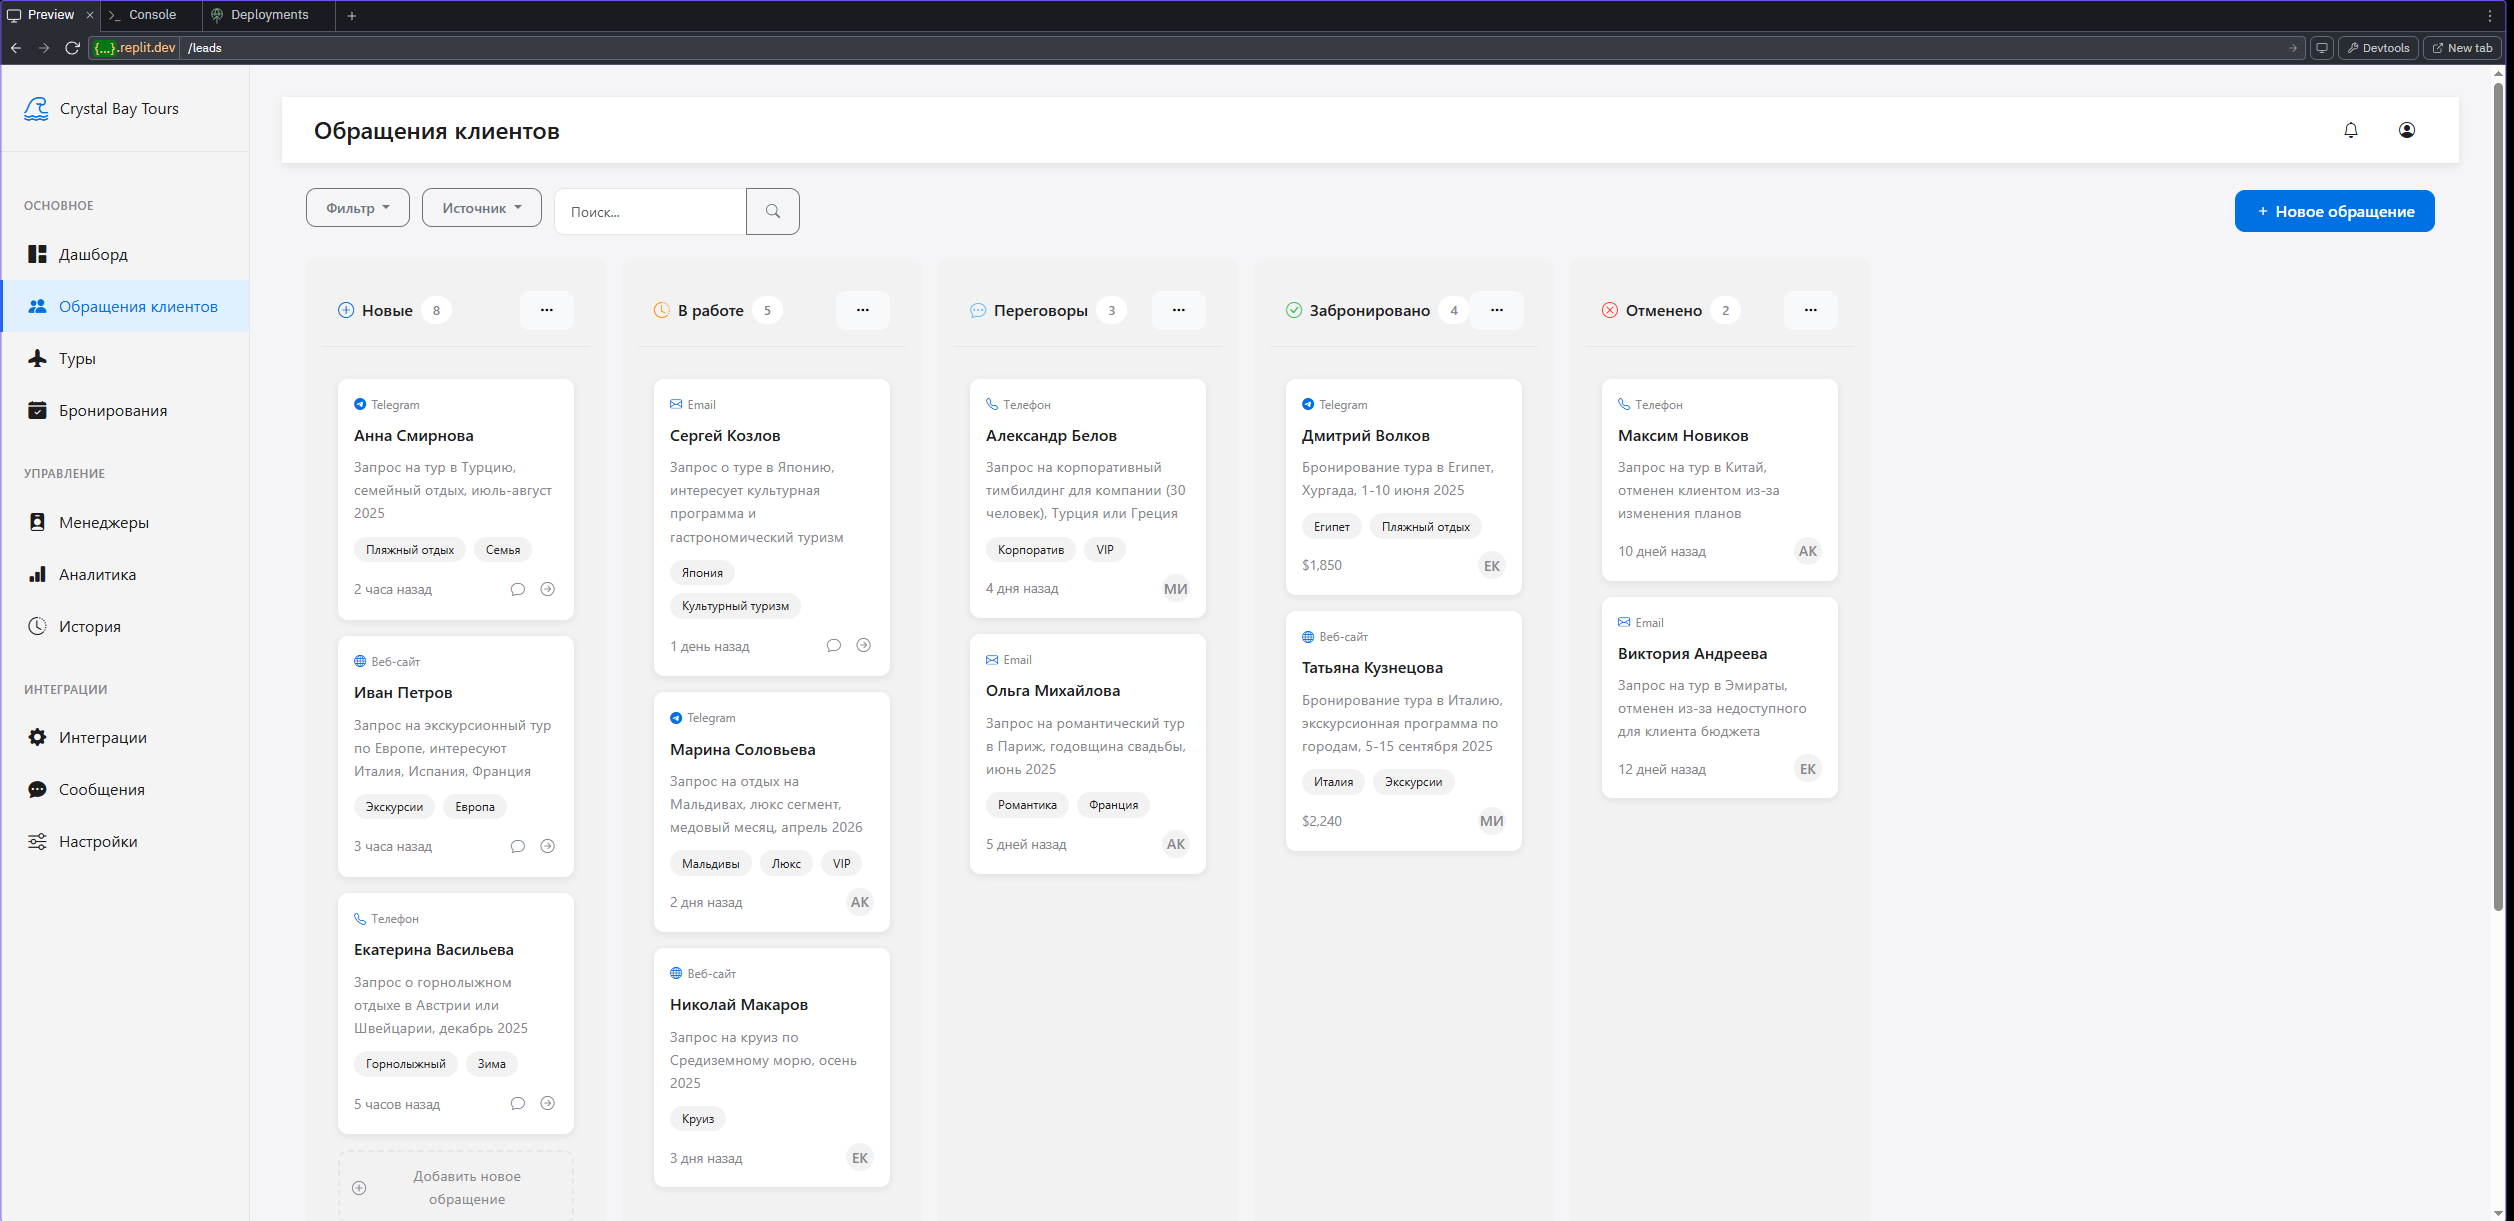 Preview
Console
Deployments
{...}.replit.dev
/leads
Devtools
New tab
Crystal Bay Tours
ОСНОВНОЕ
Дашборд
Обращения клиентов
Туры
Бронирования
УПРАВЛЕНИЕ
Менеджеры
Аналитика
История
ИНТЕГРАЦИИ
Интеграции
Сообщения
Настройки
Обращения клиентов
Фильтр
Источник
Поиск...
+ Новое обращение
Новые 8
Telegram
Анна Смирнова
Запрос на тур в Турцию,
семейный отдых, июль-август
2025
Пляжный отдых Семья
2 часа назад
Веб-сайт
Иван Петров
Запрос на экскурсионный тур
по Европе, интересуют
Италия, Испания, Франция
Экскурсии Европа
3 часа назад
Телефон
Екатерина Васильева
Запрос о горнолыжном
отдыхе в Австрии или
Швейцарии, декабрь 2025
Горнолыжный Зима
5 часов назад
Добавить новое
обращение
В работе 5
Email
Сергей Козлов
Запрос о туре в Японию,
интересует культурная
программа и
гастрономический туризм
Япония
Культурный туризм
1 день назад
Telegram
Марина Соловьева
Запрос на отдых на
Мальдивах, люкс сегмент,
медовый месяц, апрель 2026
Мальдивы Люкс VIP
2 дня назад АК
Веб-сайт
Николай Макаров
Запрос на круиз по
Средиземному морю, осень
2025
Круиз
3 дня назад ЕК
Переговоры 3
Телефон
Александр Белов
Запрос на корпоративный
тимбилдинг для компании (30
человек), Турция или Греция
Корпоратив VIP
4 дня назад МИ
Email
Ольга Михайлова
Запрос на романтический тур
в Париж, годовщина свадьбы,
июнь 2025
Романтика Франция
5 дней назад АК
Забронировано 4
Telegram
Дмитрий Волков
Бронирование тура в Египет,
Хургада, 1-10 июня 2025
Египет Пляжный отдых
$1,850 ЕК
Веб-сайт
Татьяна Кузнецова
Бронирование тура в Италию,
экскурсионная программа по
городам, 5-15 сентября 2025
Италия Экскурсии
$2,240 МИ
Отменено 2
Телефон
Максим Новиков
Запрос на тур в Китай,
отменен клиентом из-за
изменения планов
10 дней назад АК
Email
Виктория Андреева
Запрос на тур в Эмираты,
отменен из-за недоступного
для клиента бюджета
12 дней назад ЕК